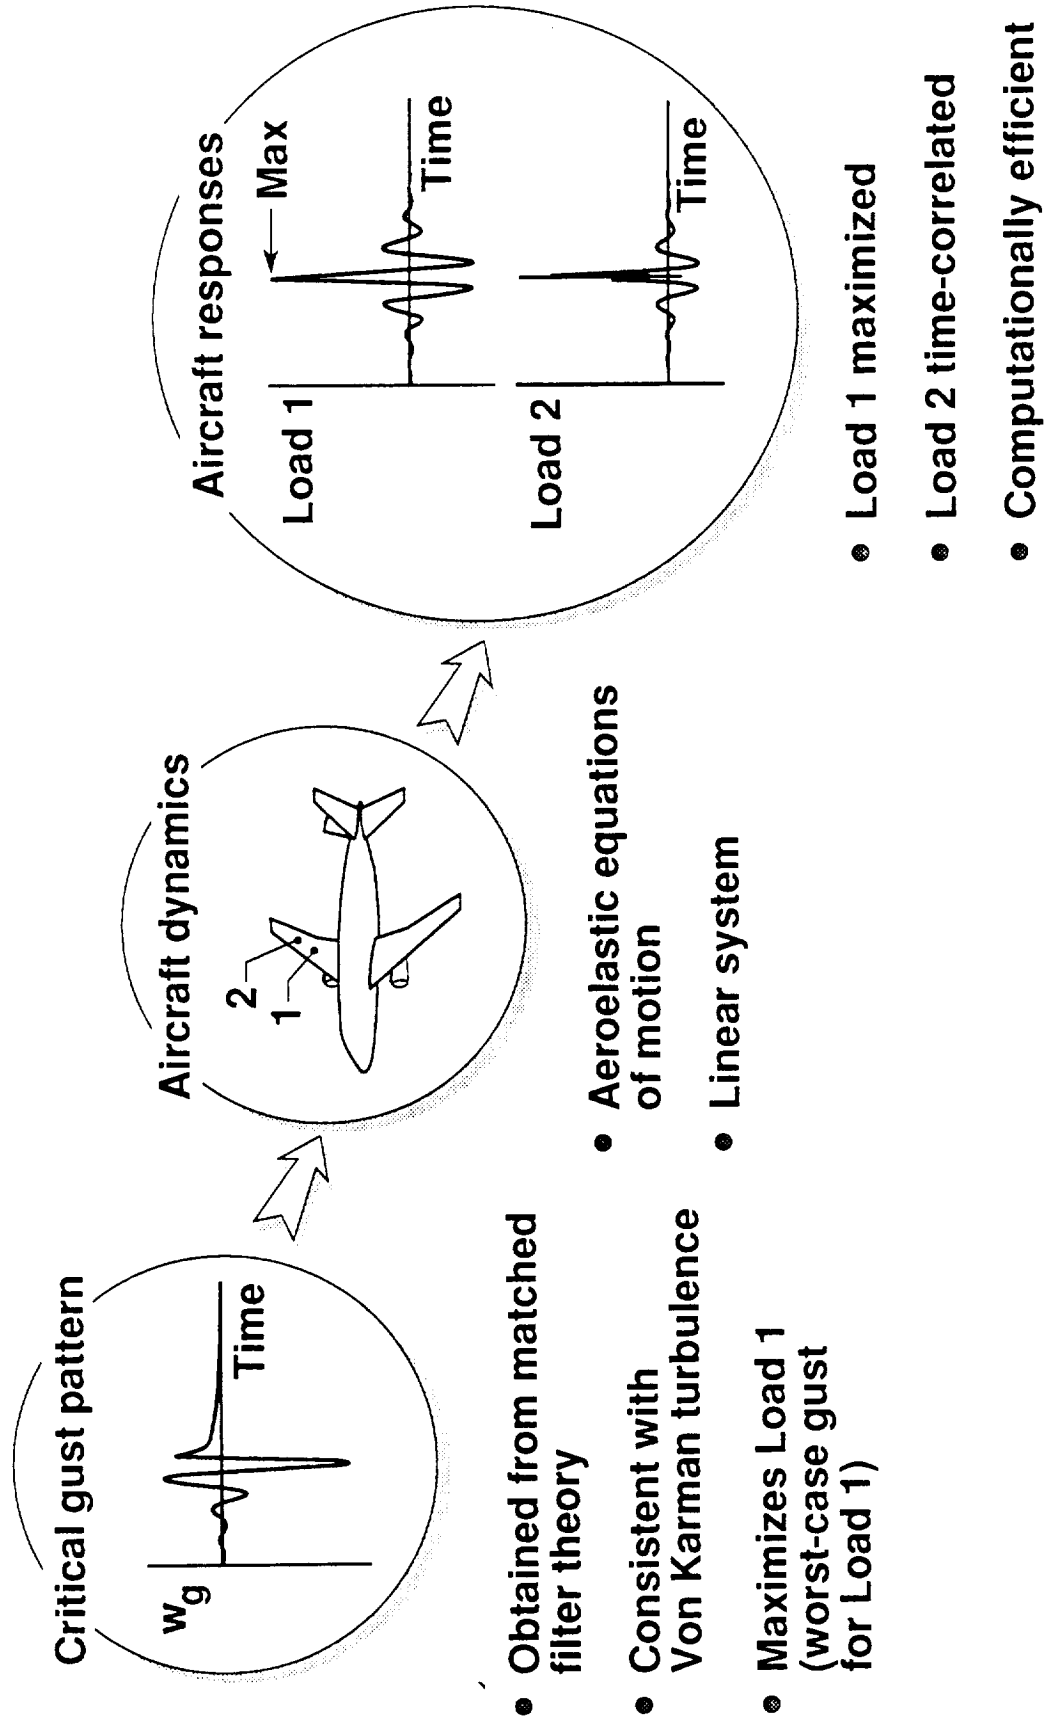 Critical gust pattern
wg
Time
• Obtained from matched
filter theory
• Consistent with
Von Karman turbulence
• Maximizes Load 1
(worst-case gust
for Load 1)
Aircraft dynamics
2
1
• Aeroelastic equations
of motion
• Linear system
Aircraft responses
Load 1
Max
Time
Load 2
Time
• Load 1 maximized
• Load 2 time-correlated
• Computationally efficient